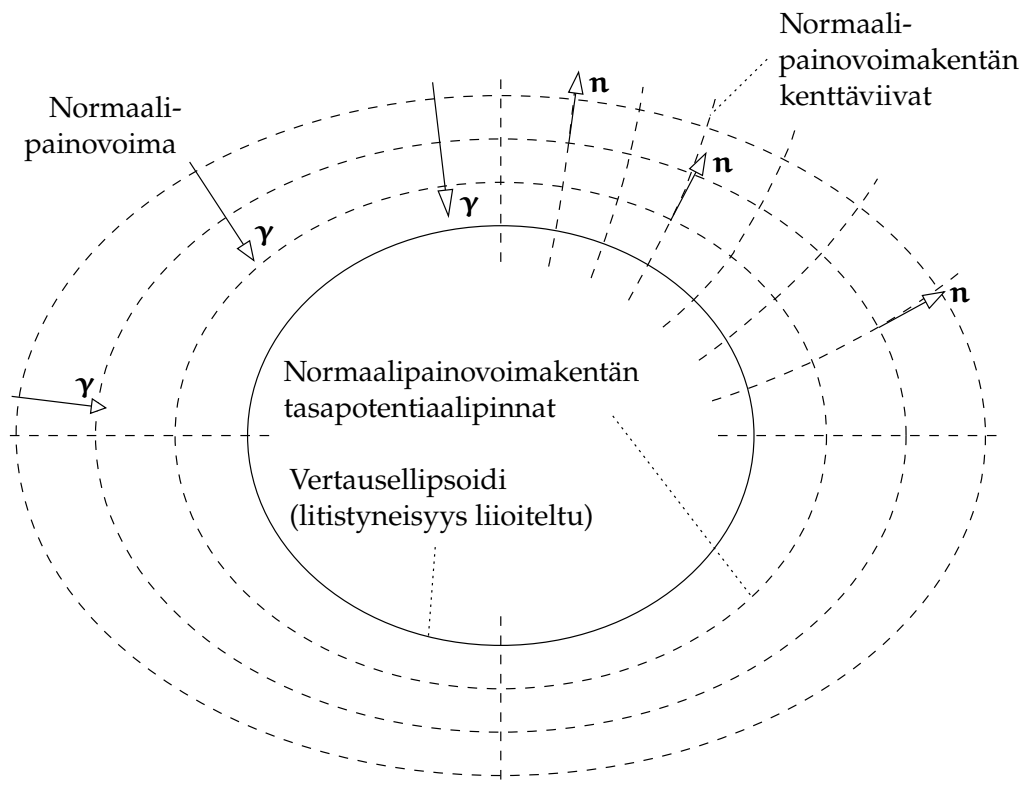 Normaali-
painovoimakentän
kenttäviivat
n
Normaali-
painovoima
n
γ
γ
n
γ
Normaalipainovoimakentän
tasapotentiaalipinnat
Vertausellipsoidi
(litistyneisyys liioiteltu)